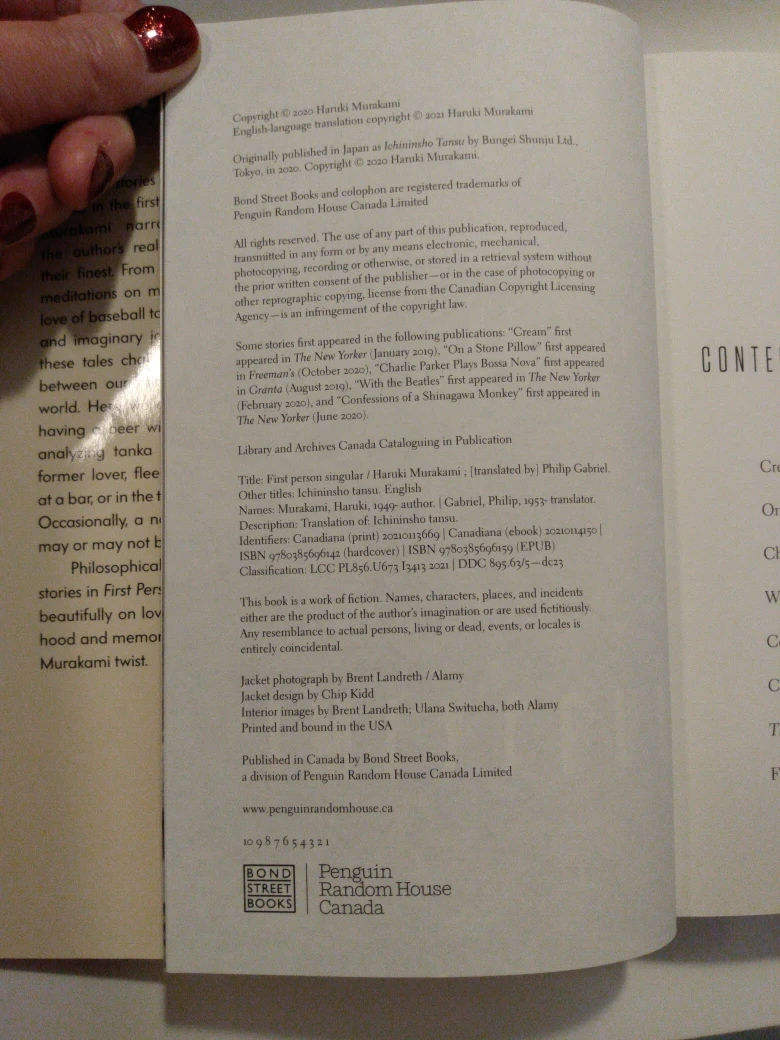 stories
in the first
Murakami narr
the author's real
their finest. From
meditations on m
love of baseball to
and imaginary
these tales
between our
world. Here
having a beer wi
analyzing tanka
former lover, flee
at a bar, or in the t
Occasionally, a n
may or may not b
Philosophical
stories in First Pers
beautifully on lov
hood and memor
Murakami twist.
Copyright © 2020 Haruki Murakami
English-language translation copyright © 2021 Haruki Murakami
Originally published in Japan as Ichininsho Tansu by Bungei Shunju Ltd.,
Tokyo, in 2020. Copyright © 2020 Haruki Murakami.
Bond Street Books and colophon are registered trademarks of
Penguin Random House Canada Limited
All rights reserved. The use of any part of this publication, reproduced,
transmitted in any form or by any means electronic, mechanical,
photocopying, recording or otherwise, or stored in a retrieval system without
the prior written consent of the publisher—or in the case of photocopying or
other reprographic copying, license from the Canadian Copyright Licensing
Agency—is an infringement of the copyright law.
Some stories first appeared in the following publications: "Cream" first
appeared in The New Yorker (January 2019), "On a Stone Pillow" first appeared
in Freeman's (October 2020), "Charlie Parker Plays Bossa Nova" first appeared
in Granta (August 2019), "With the Beatles" first appeared in The New Yorker
(February 2020), and "Confessions of a Shinagawa Monkey" first appeared in
The New Yorker (June 2020).
Library and Archives Canada Cataloguing in Publication
Title: First person singular / Haruki Murakami ; [translated by] Philip Gabriel.
Other titles: Ichininsho tansu. English
Names: Murakami, Haruki, 1949- author. | Gabriel, Philip, 1953- translator.
Description: Translation of: Ichininsho tansu.
Identifiers: Canadiana (print) 20210113669 | Canadiana (ebook) 20210114150 |
ISBN 9780385696142 (hardcover) | ISBN 9780385696159 (EPUB)
Classification: LCC PL856.U673 I3413 2021 | DDC 895.63/5—dc23
This book is a work of fiction. Names, characters, places, and incidents
either are the product of the author's imagination or are used fictitiously.
Any resemblance to actual persons, living or dead, events, or locales is
entirely coincidental.
Jacket photograph by Brent Landreth / Alamy
Jacket design by Chip Kidd
Interior images by Brent Landreth; Ulana Switucha, both Alamy
Printed and bound in the USA
Published in Canada by Bond Street Books,
a division of Penguin Random House Canada Limited
www.penguinrandomhouse.ca
10 9 8 7 6 5 4 3 2 1
BOND
STREET
BOOKS
Penguin
Random House
Canada
CONTE
Cre
On
Ch
W
Co
C
Th
F